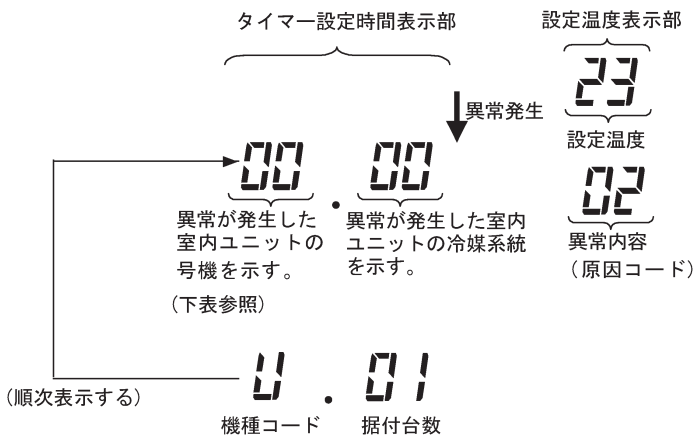 タイマー設定時間表示部
設定温度表示部
23
異常発生
設定温度
00 . 00
02
異常が発生した
室内ユニットの
号機を示す。
異常が発生した室内
ユニットの冷媒系統
を示す。
異常内容
（原因コード）
（下表参照）
U . 01
（順次表示する）
機種コード
据付台数